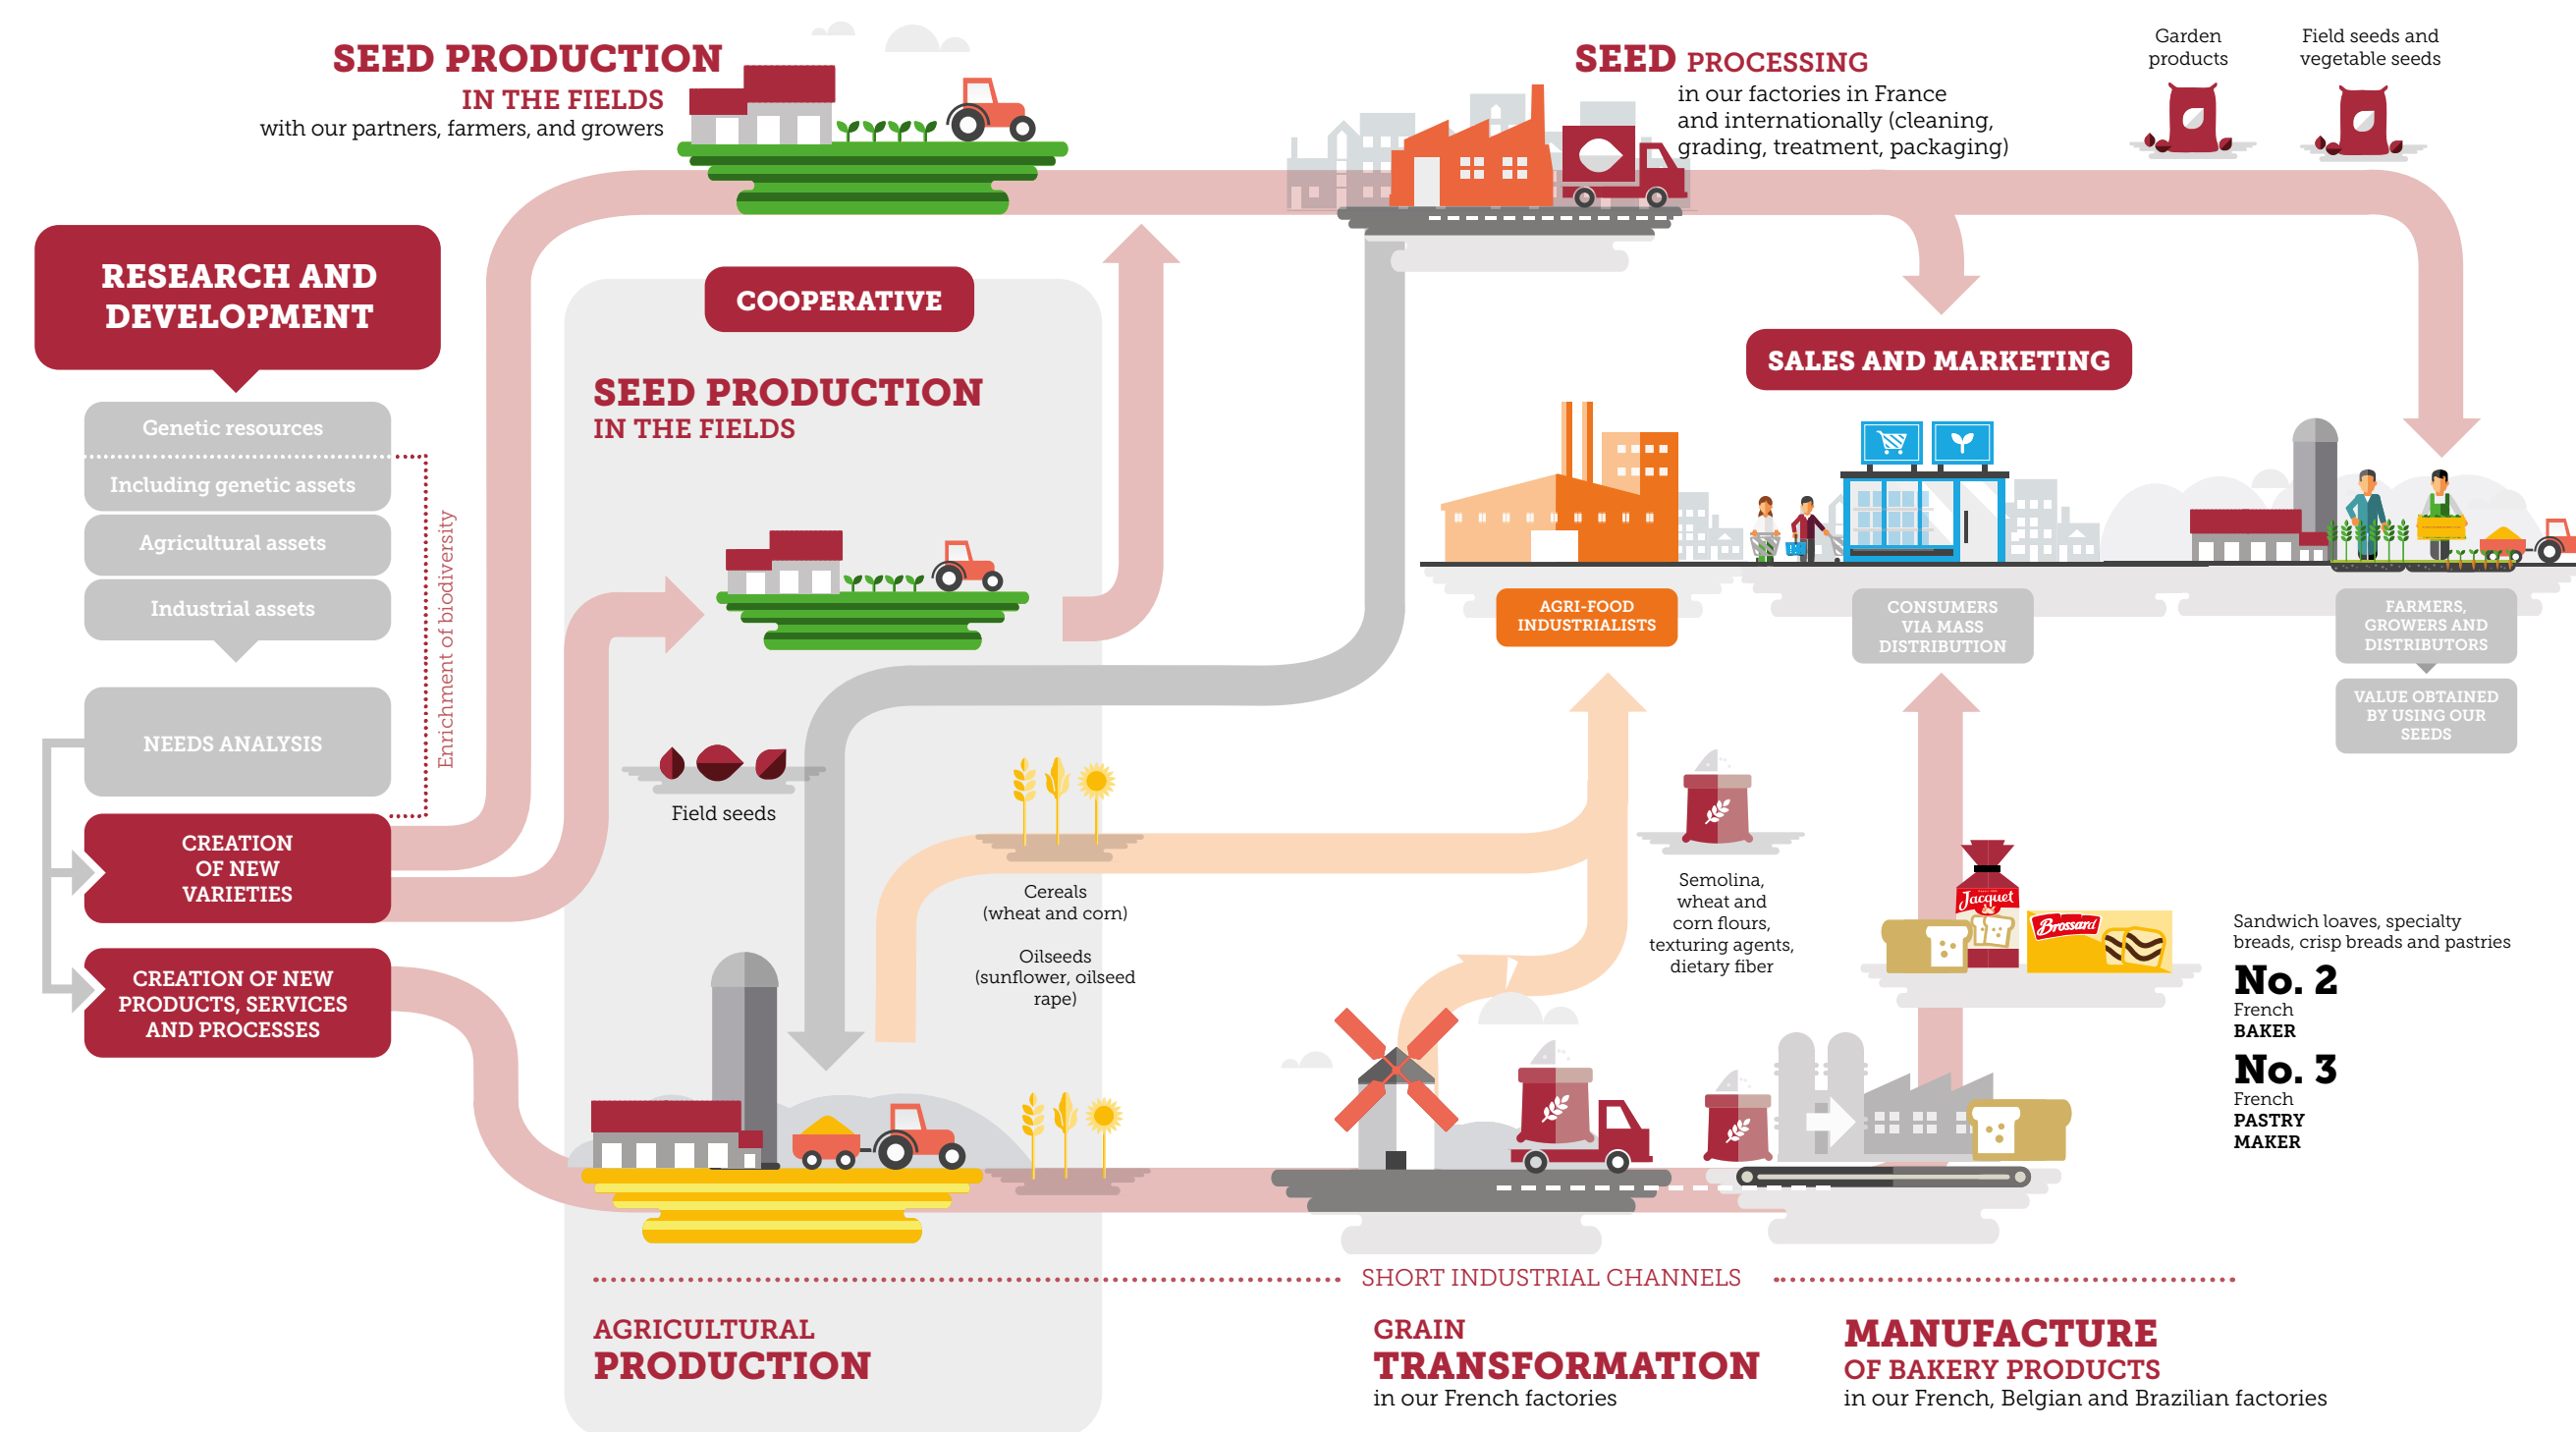 SEED PRODUCTION
IN THE FIELDS
with our partners, farmers, and growers
SEED PROCESSING
in our factories in France
and internationally (cleaning,
grading, treatment, packaging)
Garden
products
Field seeds and
vegetable seeds
RESEARCH AND
DEVELOPMENT
Genetic resources
Including genetic assets
Agricultural assets
Industrial assets
Enrichment of biodiversity
NEEDS ANALYSIS
CREATION
OF NEW
VARIETIES
CREATION OF NEW
PRODUCTS, SERVICES
AND PROCESSES
COOPERATIVE
SEED PRODUCTION
IN THE FIELDS
Field seeds
Cereals
(wheat and corn)
Oilseeds
(sunflower, oilseed
rape)
SALES AND MARKETING
AGRI-FOOD
INDUSTRIALISTS
CONSUMERS
VIA MASS
DISTRIBUTION
FARMERS,
GROWERS AND
DISTRIBUTORS
VALUE OBTAINED
BY USING OUR
SEEDS
Semolina,
wheat and
corn flours,
texturing agents,
dietary fiber
Jacquet
Brossard
Sandwich loaves, specialty
breads, crisp breads and pastries
No. 2
French
BAKER
No. 3
French
PASTRY
MAKER
SHORT INDUSTRIAL CHANNELS
AGRICULTURAL
PRODUCTION
GRAIN
TRANSFORMATION
in our French factories
MANUFACTURE
OF BAKERY PRODUCTS
in our French, Belgian and Brazilian factories